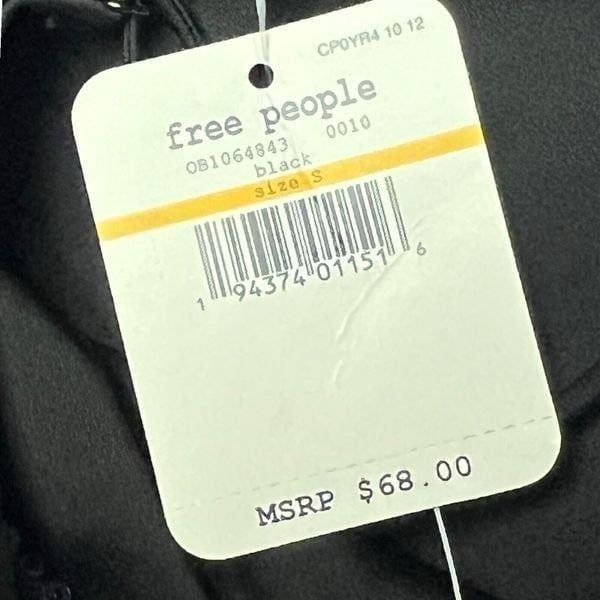 CP0YR4 10 12
free people
OB1064843 0010
black
size S
1 94374 01151 6
MSRP $68.00